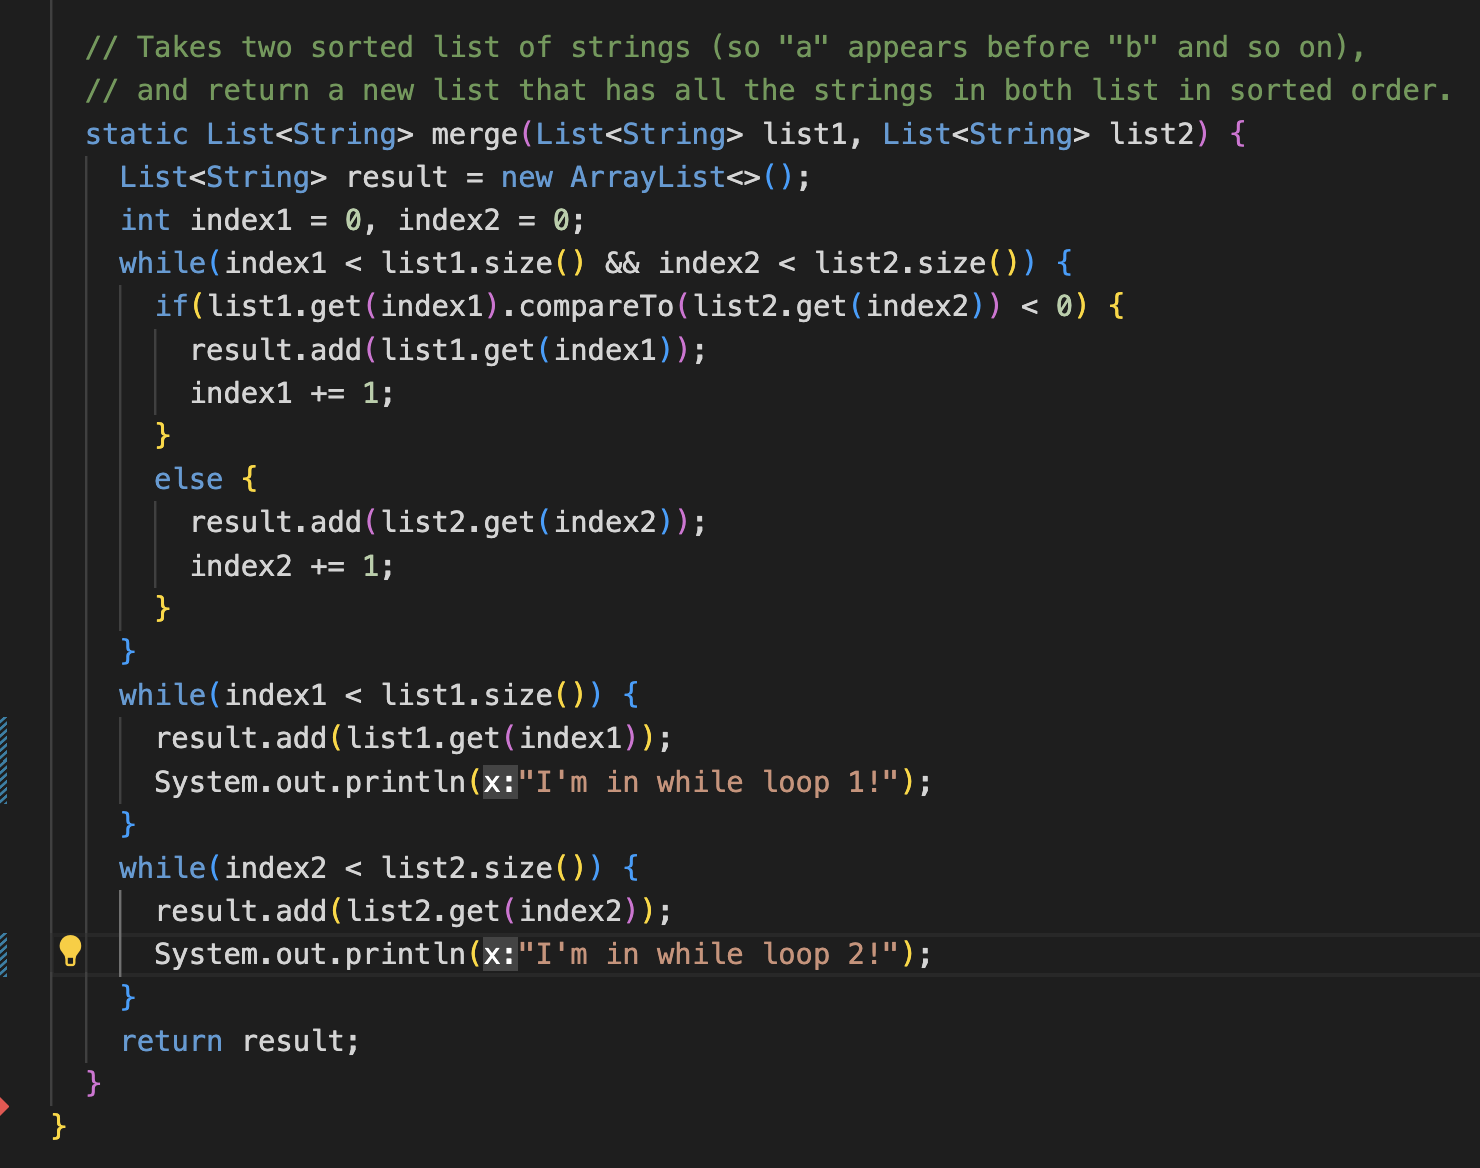 // Takes two sorted list of strings (so "a" appears before "b" and so on),
// and return a new list that has all the strings in both list in sorted order.
static List<String> merge(List<String> list1, List<String> list2) {
List<String> result = new ArrayList<>();
int index1 = 0, index2 = 0;
while(index1 < list1.size() && index2 < list2.size()) {
if(list1.get(index1).compareTo(list2.get(index2)) < 0) {
result.add(list1.get(index1));
index1 += 1;
}
else {
result.add(list2.get(index2));
index2 += 1;
}
}
while(index1 < list1.size()) {
result.add(list1.get(index1));
System.out.println(x:"I'm in while loop 1!");
}
while(index2 < list2.size()) {
result.add(list2.get(index2));
System.out.println(x:"I'm in while loop 2!");
}
return result;
}
}